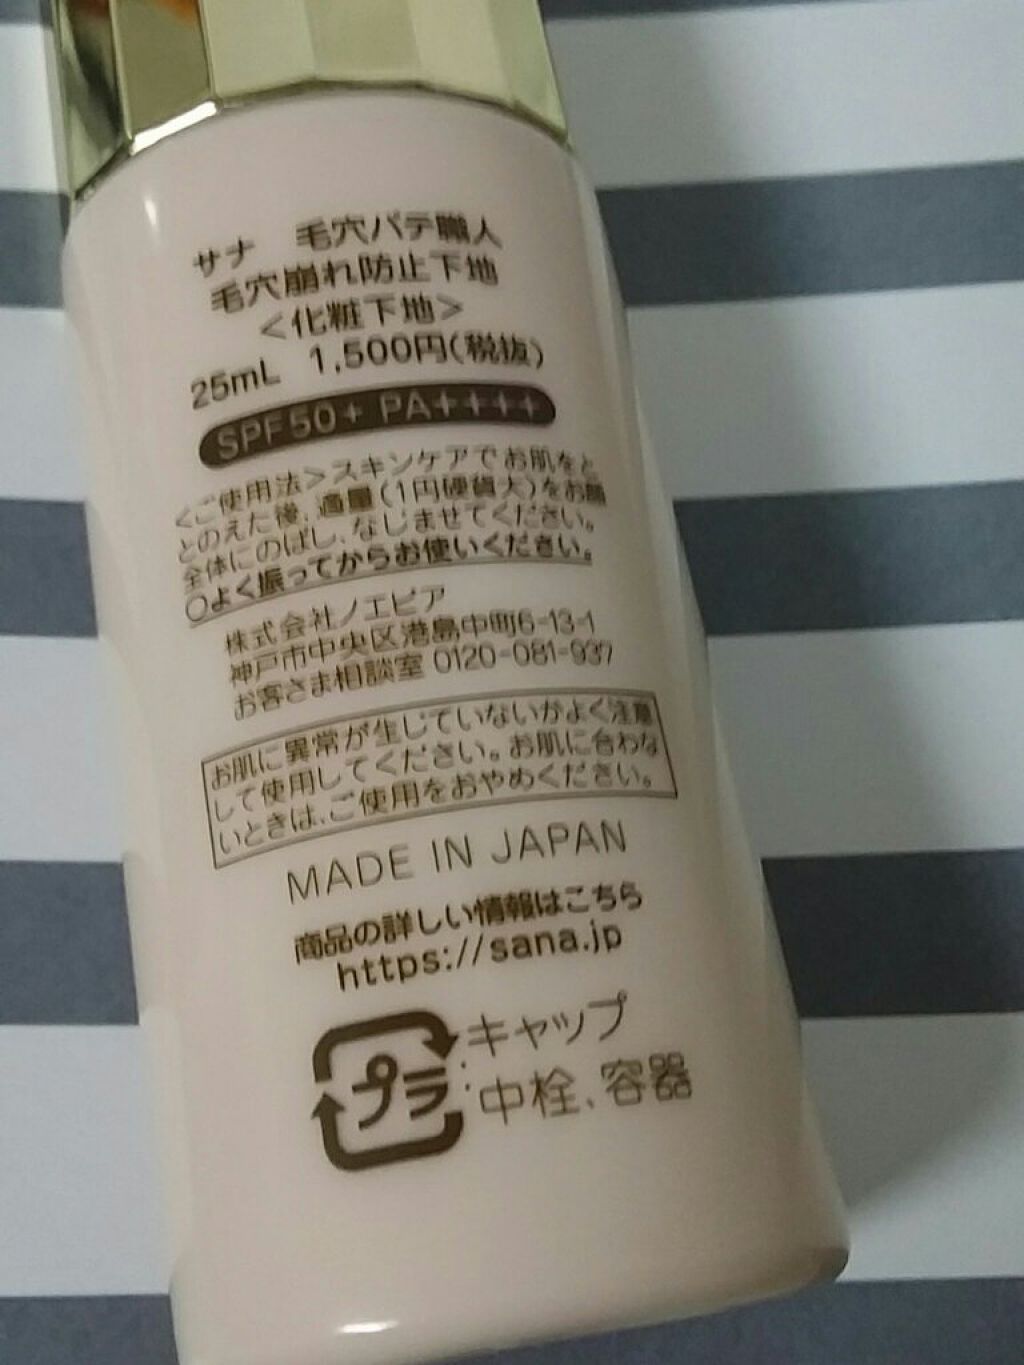 サナ 毛穴パテ職人
毛穴崩れ防止下地
<化粧下地>
25mL 1,500円(税抜)
SPF50+ PA++++
<ご使用法>スキンケアでお肌をと
とのえた後、適量(1円硬貨大)をお顔
全体にのばし、なじませてください。
○よく振ってからお使いください。
株式会社ノエビア
神戸市中央区港島中町6-13-1
お客さま相談室 0120-081-937
お肌に異常が生じていないかよく注意
して使用してください。お肌に合わな
いときは、ご使用をおやめください。
MADE IN JAPAN
商品の詳しい情報はこちら
https://sana.jp
プラ:キャップ
中栓、容器